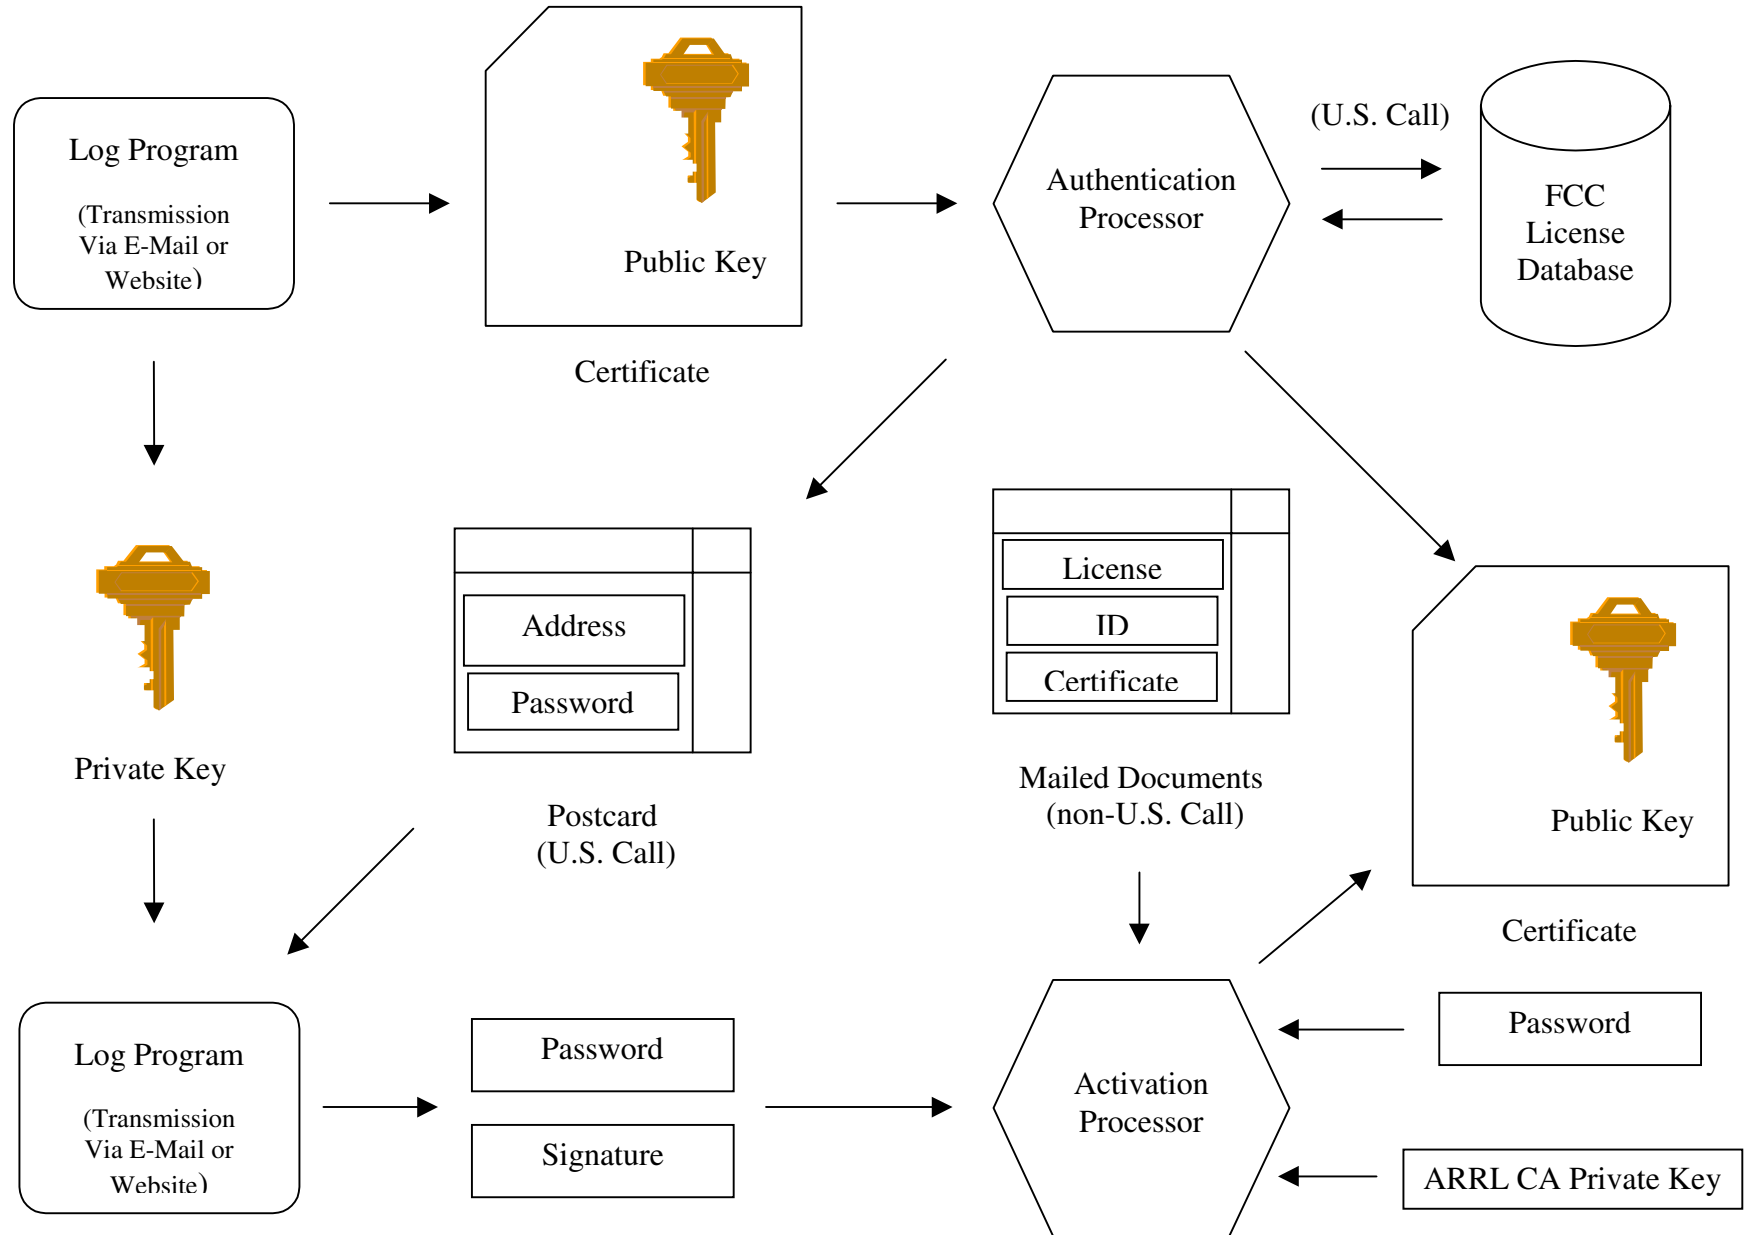 Log Program
(Transmission
Via E-Mail or
Website)
Public Key
Certificate
Authentication
Processor
(U.S. Call)
FCC
License
Database
Private Key
Address
Password
Postcard
(U.S. Call)
License
ID
Certificate
Mailed Documents
(non-U.S. Call)
Public Key
Certificate
Log Program
(Transmission
Via E-Mail or
Website)
Password
Signature
Activation
Processor
Password
ARRL CA Private Key